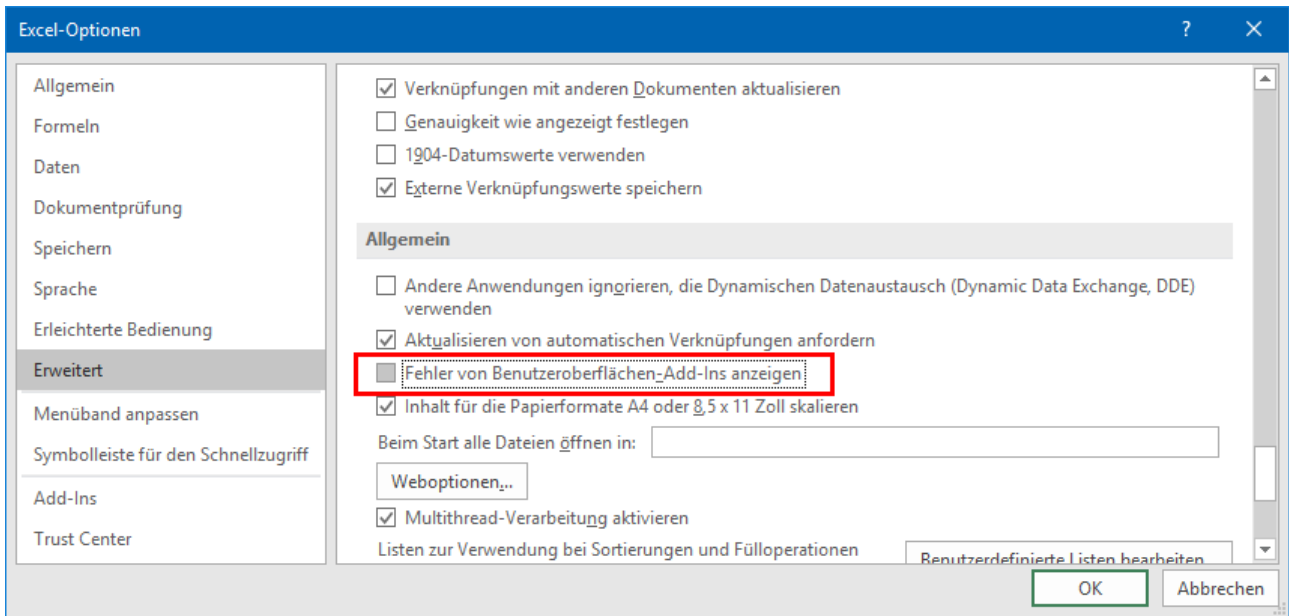 Excel-Optionen
?
Allgemein
Formeln
Daten
Dokumentprüfung
Speichern
Sprache
Erleichterte Bedienung
Erweitert
Menüband anpassen
Symbolleiste für den Schnellzugriff
Add-Ins
Trust Center
Verknüpfungen mit anderen Dokumenten aktualisieren
Genauigkeit wie angezeigt festlegen
1904-Datumswerte verwenden
Externe Verknüpfungswerte speichern
Allgemein
Andere Anwendungen ignorieren, die Dynamischen Datenaustausch (Dynamic Data Exchange, DDE)
verwenden
Aktualisieren von automatischen Verknüpfungen anfordern
Fehler von Benutzeroberflächen-Add-Ins anzeigen
Inhalt für die Papierformate A4 oder 8,5 x 11 Zoll skalieren
Beim Start alle Dateien öffnen in:
Weboptionen...
Multithread-Verarbeitung aktivieren
Listen zur Verwendung bei Sortierungen und Fülloperationen
Benutzerdefinierte Listen bearbeiten
OK
Abbrechen